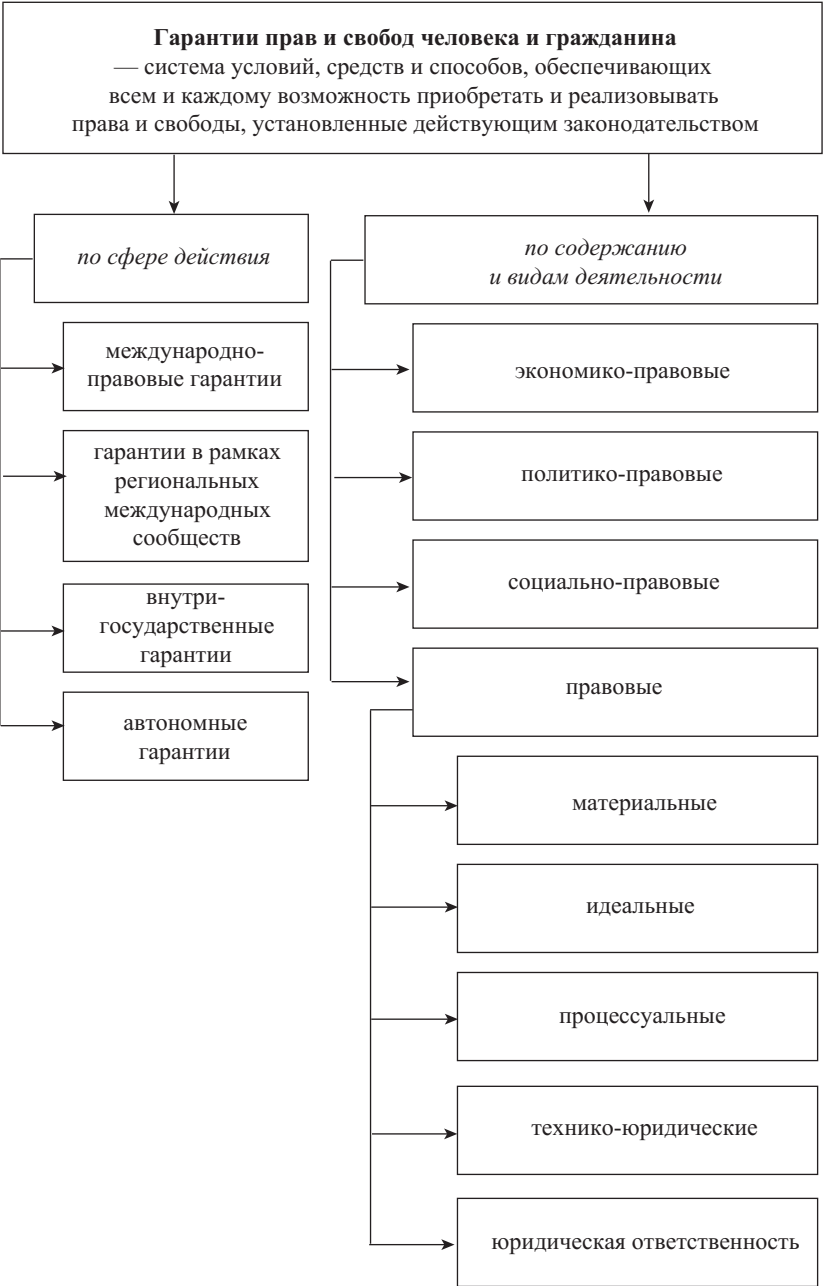 Гарантии прав и свобод человека и гражданина
— система условий, средств и способов, обеспечивающих
всем и каждому возможность приобретать и реализовывать
права и свободы, установленные действующим законодательством
по сфере действия
международно-
правовые гарантии
гарантии в рамках
региональных
международных
сообществ
внутри-
государственные
гарантии
автономные
гарантии
по содержанию
и видам деятельности
экономико-правовые
политико-правовые
социально-правовые
правовые
материальные
идеальные
процессуальные
технико-юридические
юридическая ответственность